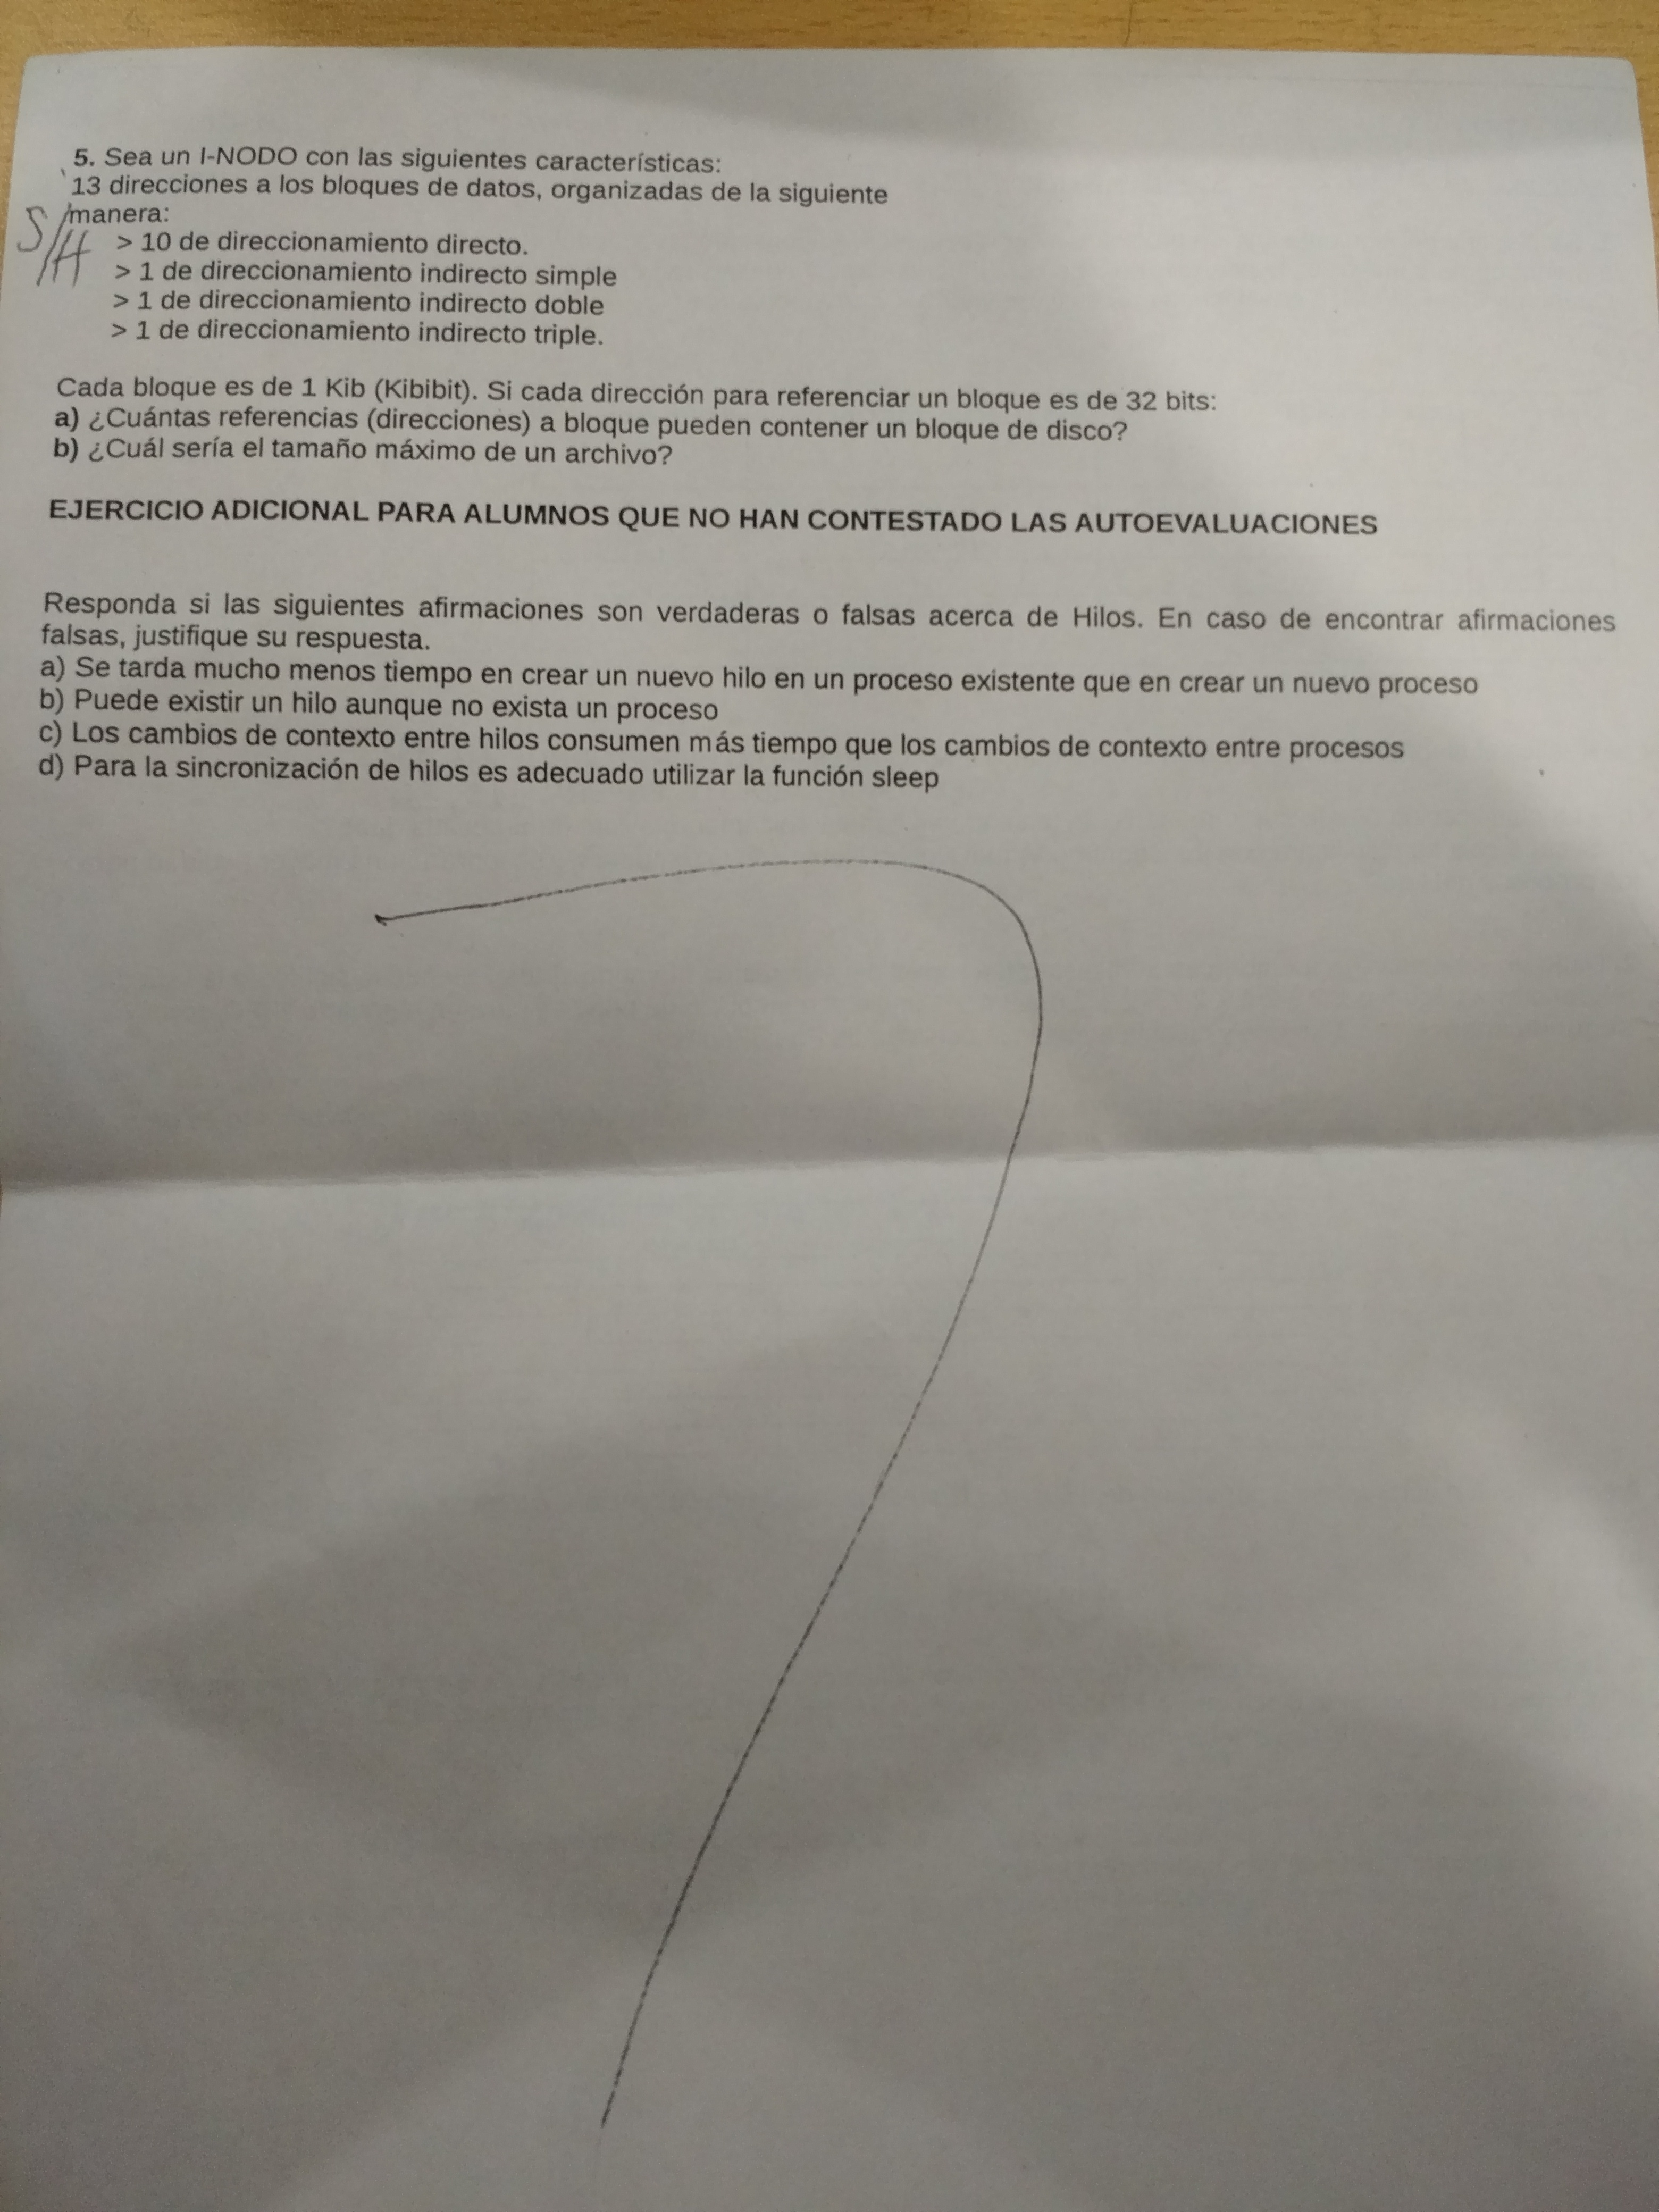 5. Sea un I-NODO con las siguientes características:
13 direcciones a los bloques de datos, organizadas de la siguiente
manera:
> 10 de direccionamiento directo.
> 1 de direccionamiento indirecto simple
> 1 de direccionamiento indirecto doble
> 1 de direccionamiento indirecto triple.
Cada bloque es de 1 Kib (Kibibit). Si cada dirección para referenciar un bloque es de 32 bits:
a) ¿Cuántas referencias (direcciones) a bloque pueden contener un bloque de disco?
b) ¿Cuál sería el tamaño máximo de un archivo?
EJERCICIO ADICIONAL PARA ALUMNOS QUE NO HAN CONTESTADO LAS AUTOEVALUACIONES
Responda si las siguientes afirmaciones son verdaderas o falsas acerca de Hilos. En caso de encontrar afirmaciones
falsas, justifique su respuesta.
a) Se tarda mucho menos tiempo en crear un nuevo hilo en un proceso existente que en crear un nuevo proceso
b) Puede existir un hilo aunque no exista un proceso
c) Los cambios de contexto entre hilos consumen más tiempo que los cambios de contexto entre procesos
d) Para la sincronización de hilos es adecuado utilizar la función sleep